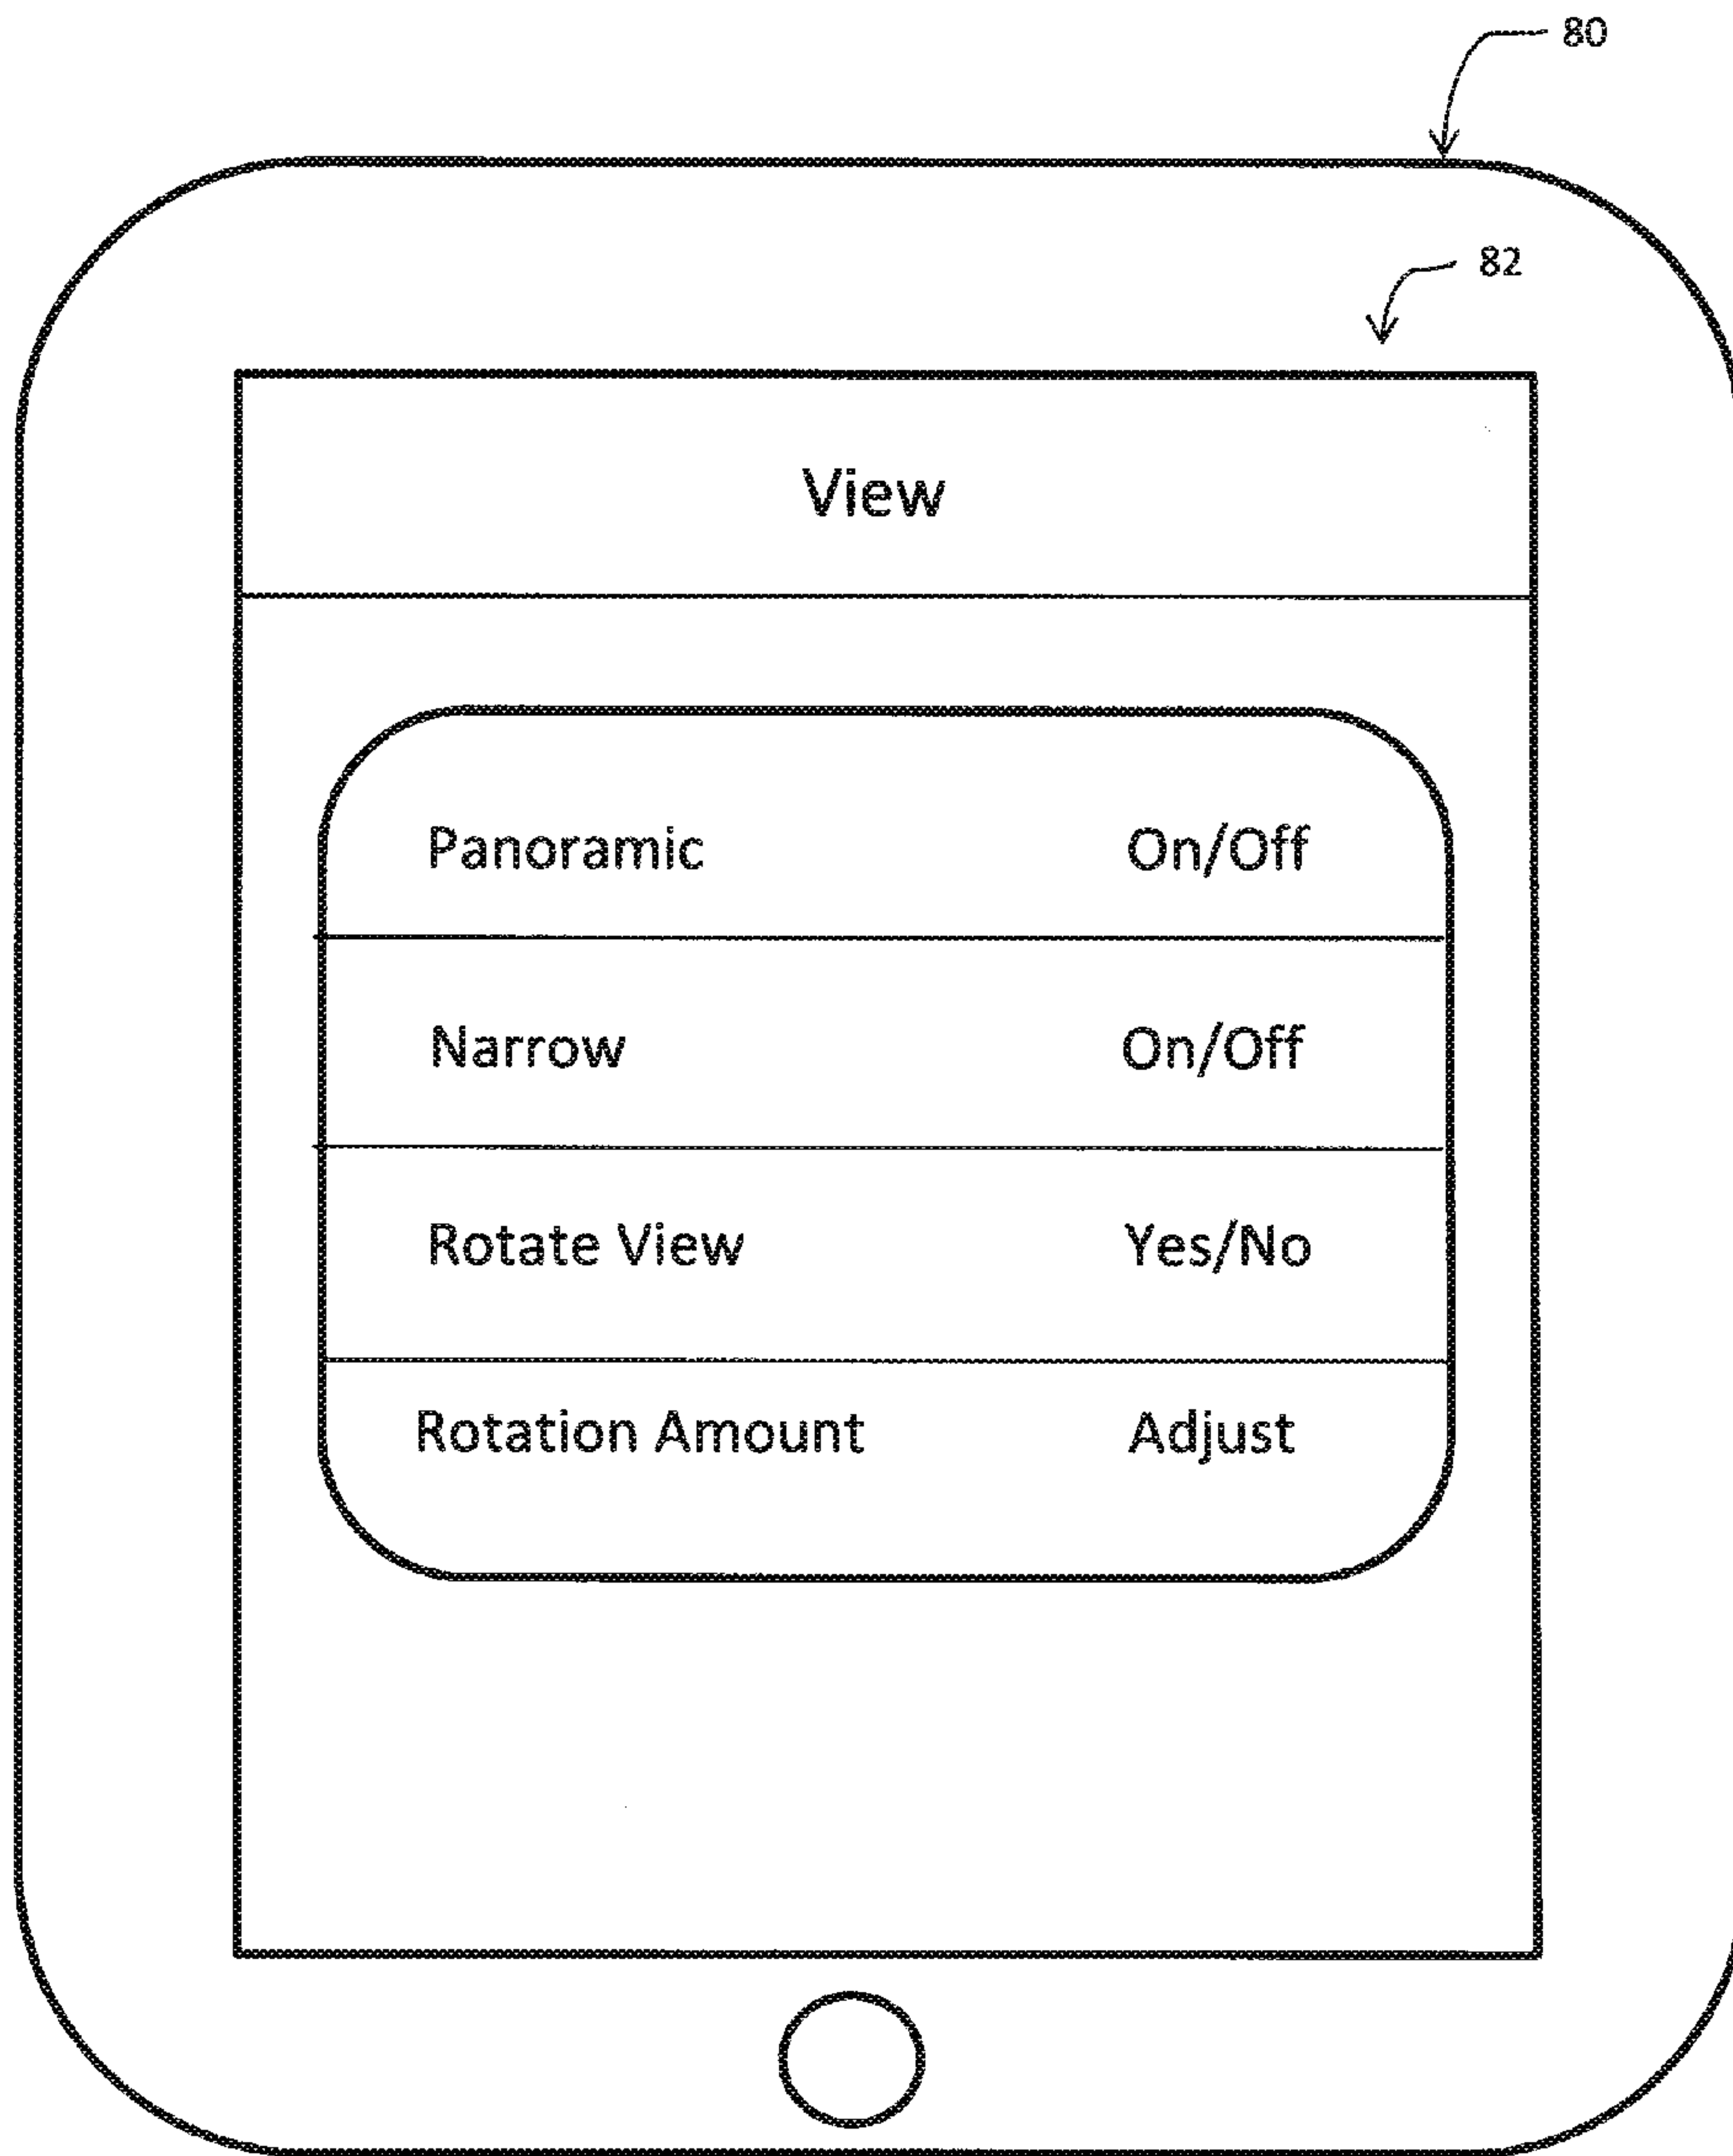 80
82
View
Panoramic On/Off
Narrow On/Off
Rotate View Yes/No
Rotation Amount Adjust